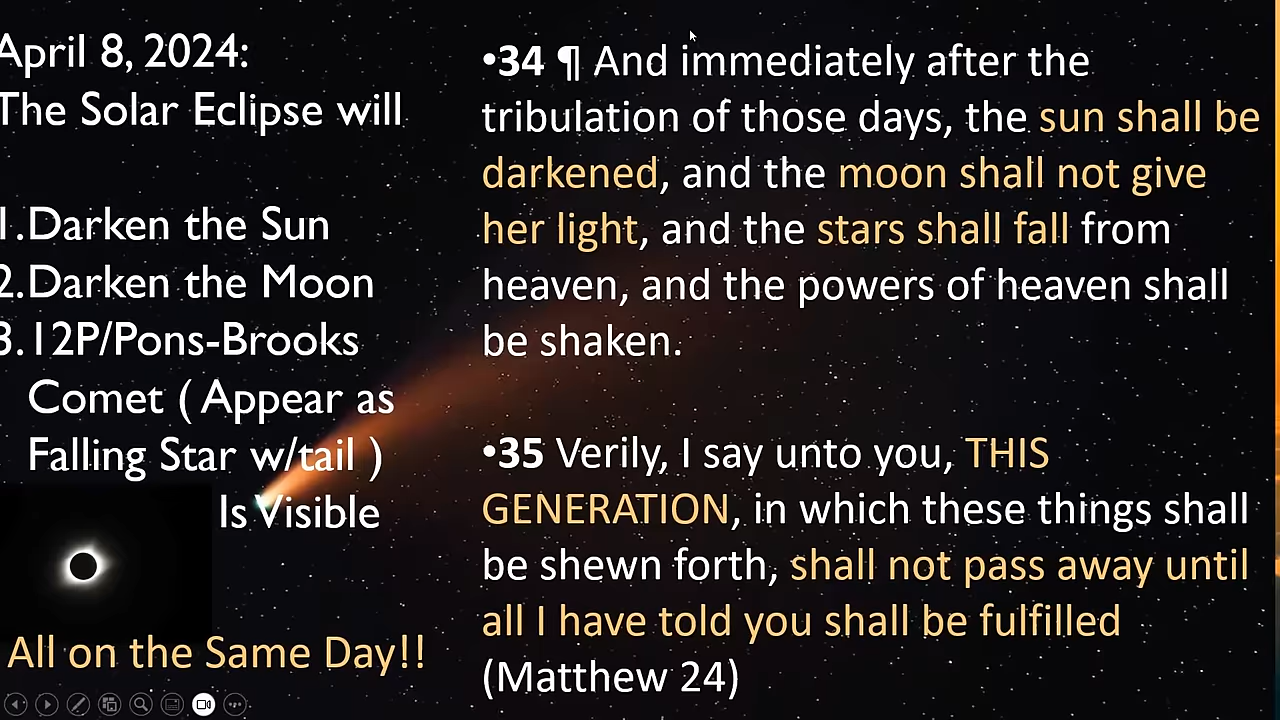 April 8, 2024:
The Solar Eclipse will
1.Darken the Sun
2.Darken the Moon
3.12P/Pons-Brooks
Comet ( Appear as
Falling Star w/tail )
Is Visible
All on the Same Day!!
•34 ¶ And immediately after the
tribulation of those days, the sun shall be
darkened, and the moon shall not give
her light, and the stars shall fall from
heaven, and the powers of heaven shall
be shaken.
•35 Verily, I say unto you, THIS
GENERATION, in which these things shall
be shewn forth, shall not pass away until
all I have told you shall be fulfilled
(Matthew 24)